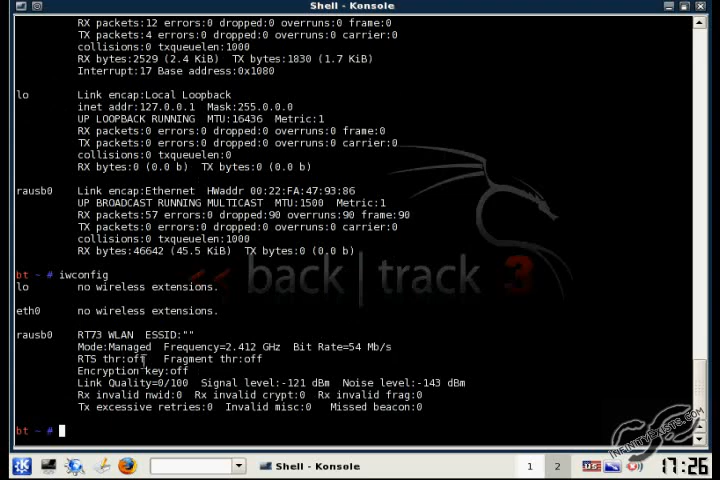 Shell - Konsole
RX packets:12 errors:0 dropped:0 overruns:0 frame:0
TX packets:4 errors:0 dropped:0 overruns:0 carrier:0
collisions:0 txqueuelen:1000
RX bytes:2529 (2.4 KiB)  TX bytes:1830 (1.7 KiB)
Interrupt:17 Base address:0x1080
lo        Link encap:Local Loopback
inet addr:127.0.0.1  Mask:255.0.0.0
UP LOOPBACK RUNNING  MTU:16436  Metric:1
RX packets:0 errors:0 dropped:0 overruns:0 frame:0
TX packets:0 errors:0 dropped:0 overruns:0 carrier:0
collisions:0 txqueuelen:0
RX bytes:0 (0.0 b)  TX bytes:0 (0.0 b)
rausb0    Link encap:Ethernet  HWaddr 00:22:FA:47:93:86
UP BROADCAST RUNNING MULTICAST  MTU:1500  Metric:1
RX packets:57 errors:0 dropped:90 overruns:90 frame:90
TX packets:0 errors:0 dropped:0 overruns:0 carrier:0
collisions:0 txqueuelen:1000
RX bytes:46642 (45.5 KiB)  TX bytes:0 (0.0 b)
bt ~ # iwconfig
lo        no wireless extensions.
<< back | track 3
eth0      no wireless extensions.
rausb0    RT73 WLAN  ESSID:""
Mode:Managed  Frequency=2.412 GHz  Bit Rate=54 Mb/s
RTS thr:off   Fragment thr:off
Encryption key:off
Link Quality=0/100  Signal level:-121 dBm  Noise level:-143 dBm
Rx invalid nwid:0  Rx invalid crypt:0  Rx invalid frag:0
Tx excessive retries:0  Invalid misc:0   Missed beacon:0
bt ~ #
INFINITYEXISTS.COM
Shell - Konsole
1 2 US 17:26